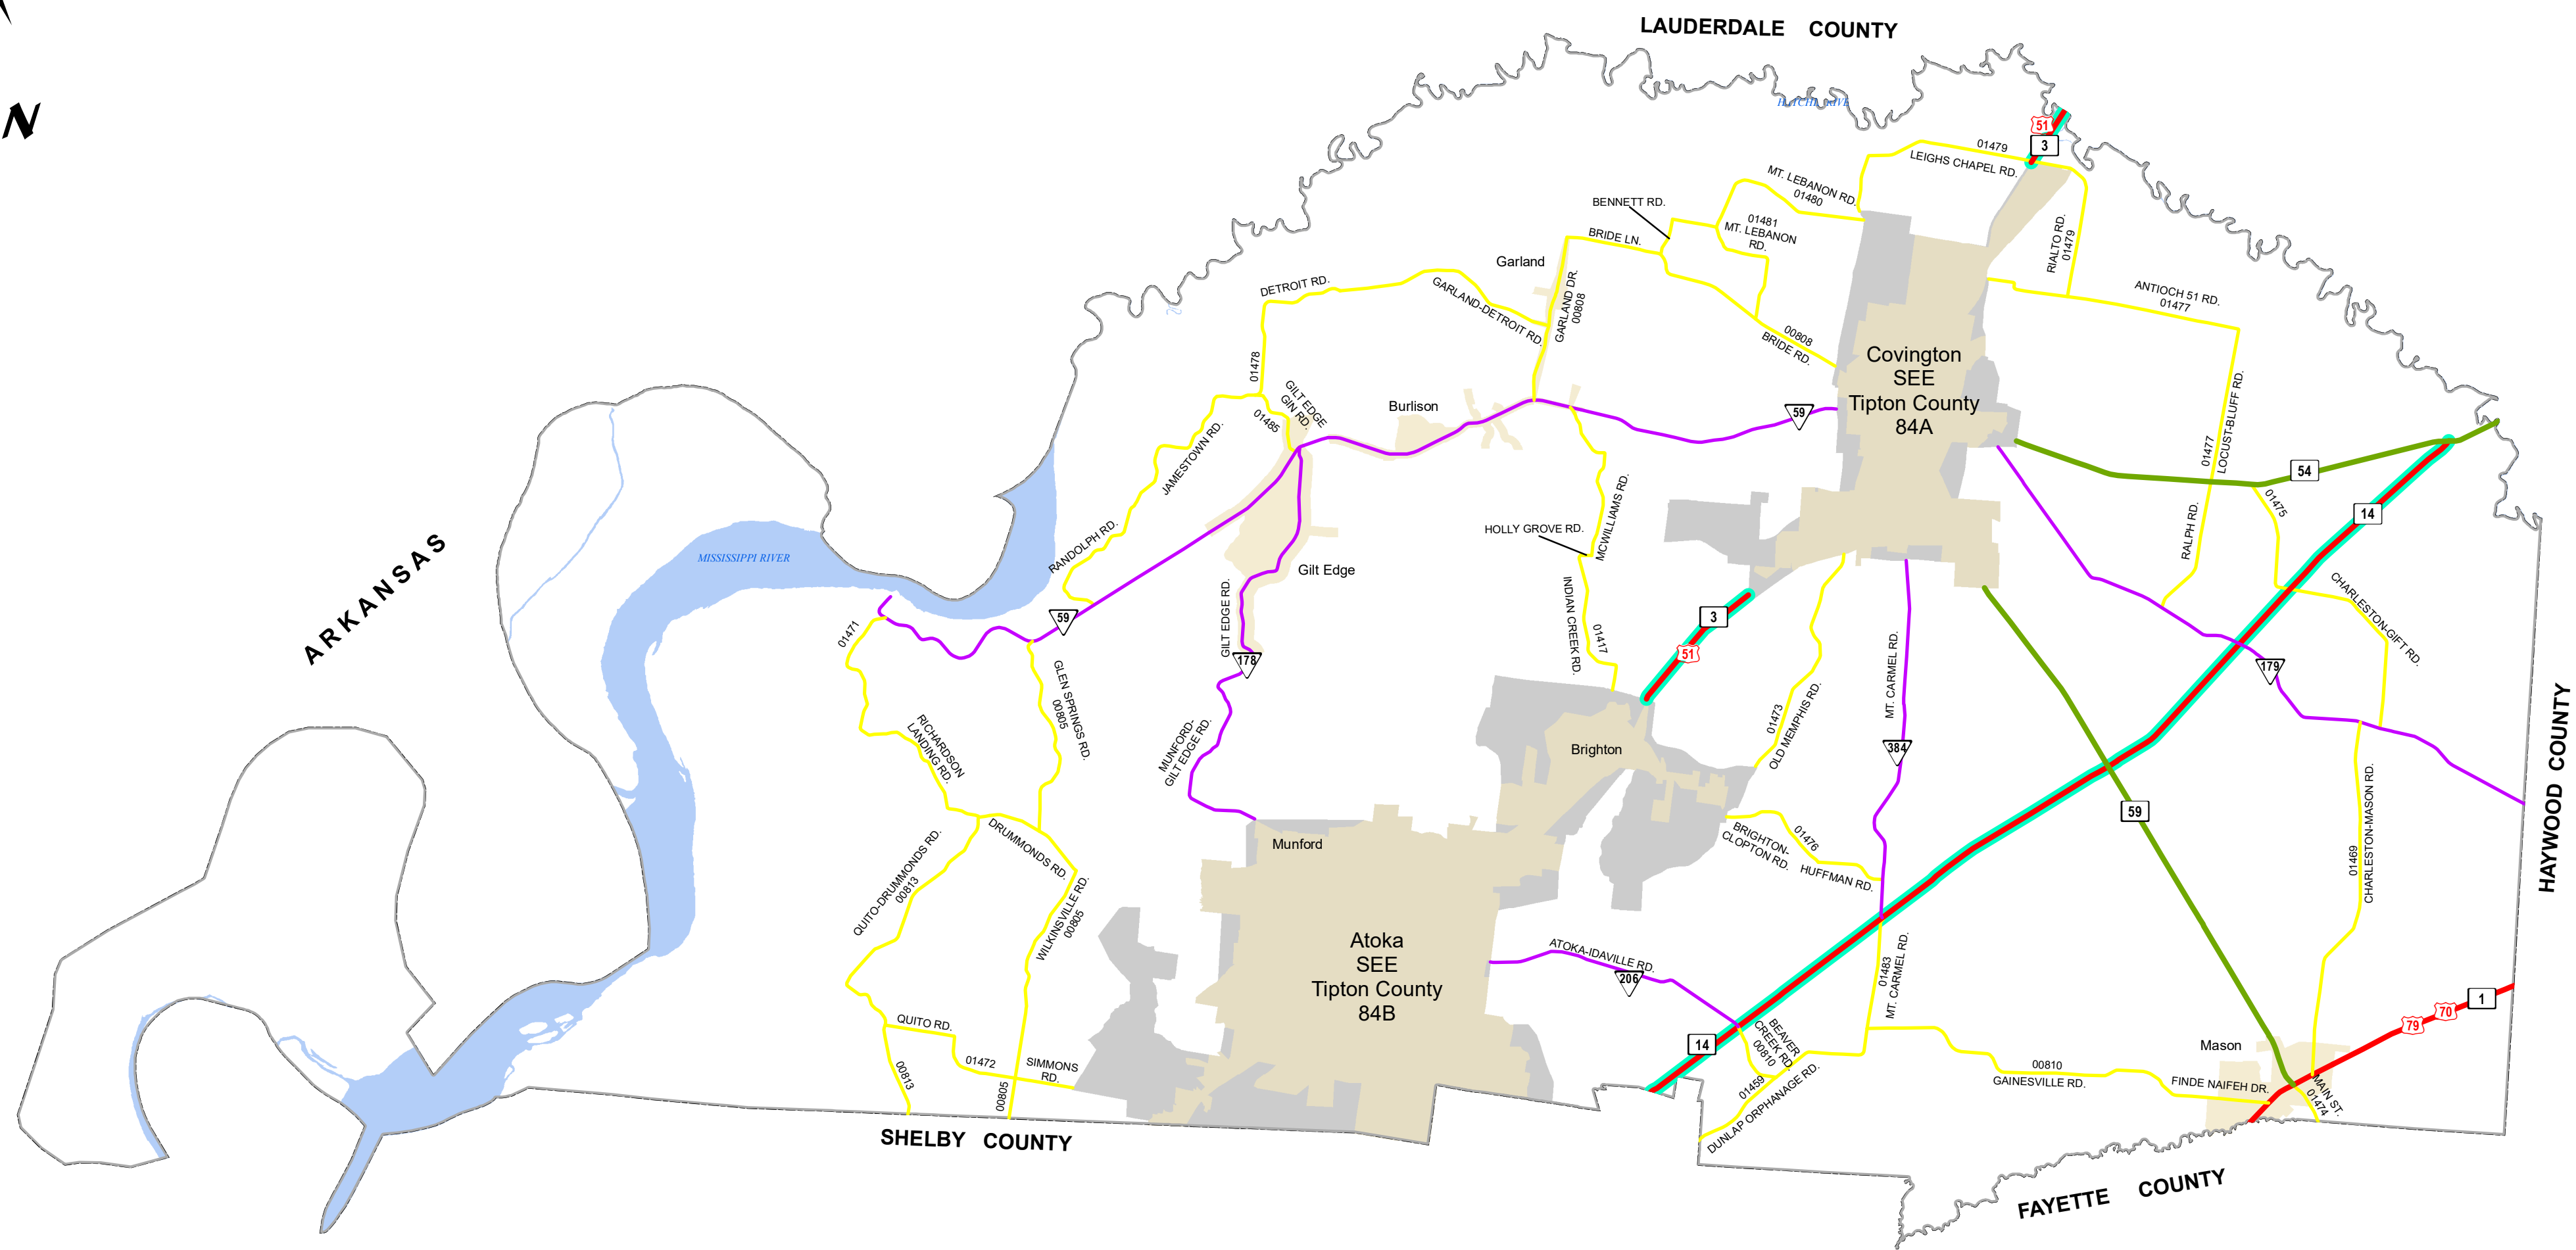 LAUDERDALE COUNTY
N
51
3
01479
LEIGHS CHAPEL RD.
MT. LEBANON RD.
01480
BENNETT RD.
01481
MT. LEBANON
RD.
BRIDE LN.
RIALTO RD.
01479
Garland
GARLAND DR.
00808
DETROIT RD.
GARLAND-DETROIT RD.
ANTIOCH 51 RD.
01477
00808
BRIDE RD.
Covington
SEE
Tipton County
84A
01478
GILT EDGE
GIN RD.
01485
Burlison
59
JAMESTOWN RD.
01477
LOCUST-BLUFF RD.
54
14
01475
RALPH RD.
HOLLY GROVE RD.
MCWILLIAMS RD.
RANDOLPH RD.
ARKANSAS
MISSISSIPPI RIVER
Gilt Edge
GILT EDGE RD.
INDIAN CREEK RD.
01417
3
51
59
01471
178
CHARLESTON-GIFT RD.
179
MT. CARMEL RD.
384
GLEN SPRINGS RD.
00805
RICHARDSON
LANDING RD.
MUNFORD-
GILT EDGE RD.
Brighton
01473
OLD MEMPHIS RD.
HAYWOOD COUNTY
59
01469
CHARLESTON-MASON RD.
DRUMMONDS RD.
QUITO-DRUMMONDS RD.
00813
WILKINSVILLE RD.
00805
Munford
BRIGHTON-
CLOPTON RD.
01476
HUFFMAN RD.
Atoka
SEE
Tipton County
84B
ATOKA-IDAVILLE RD.
206
01483
MT. CARMEL RD.
1
70
79
14
BEAVER
CREEK RD.
00810
QUITO RD.
01472
SIMMONS
RD.
00813
00805
01459
DUNLAP ORPHANAGE RD.
00810
GAINESVILLE RD.
Mason
FINDE NAIFEH DR.
MAIN ST.
01474
SHELBY COUNTY
FAYETTE COUNTY